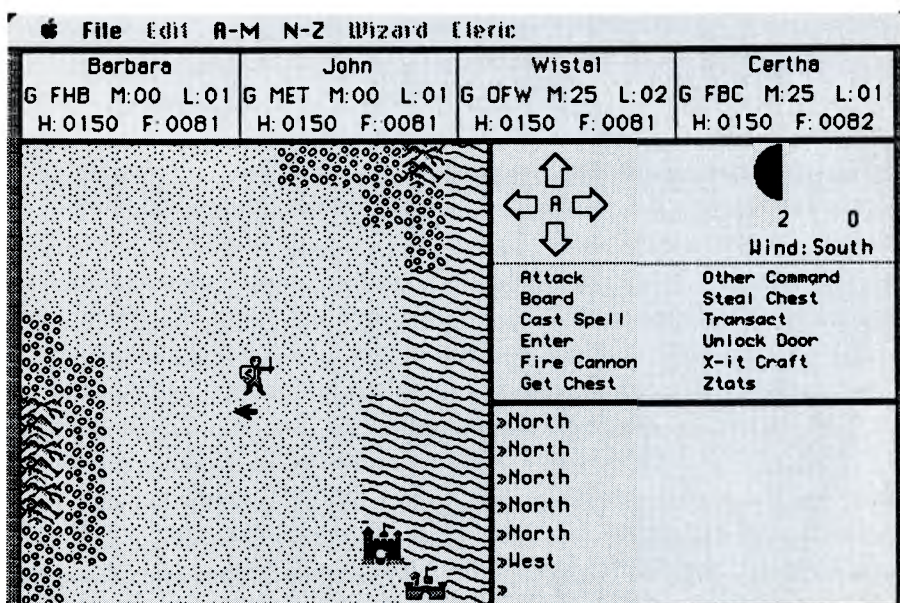 File Edit A-M N-Z Wizard Cleric
Barbara
G FHB M:00 L:01
H:0150 F:0081
John
G MET M:00 L:01
H:0150 F:0081
Wistal
G OFW M:25 L:02
H:0150 F:0081
Certha
G FBC M:25 L:01
H:0150 F:0082
A
2 0
Wind:South
Attack
Board
Cast Spell
Enter
Fire Cannon
Get Chest
Other Command
Steal Chest
Transact
Unlock Door
X-it Craft
Ztats
»North
»North
»North
»North
»North
»West
»